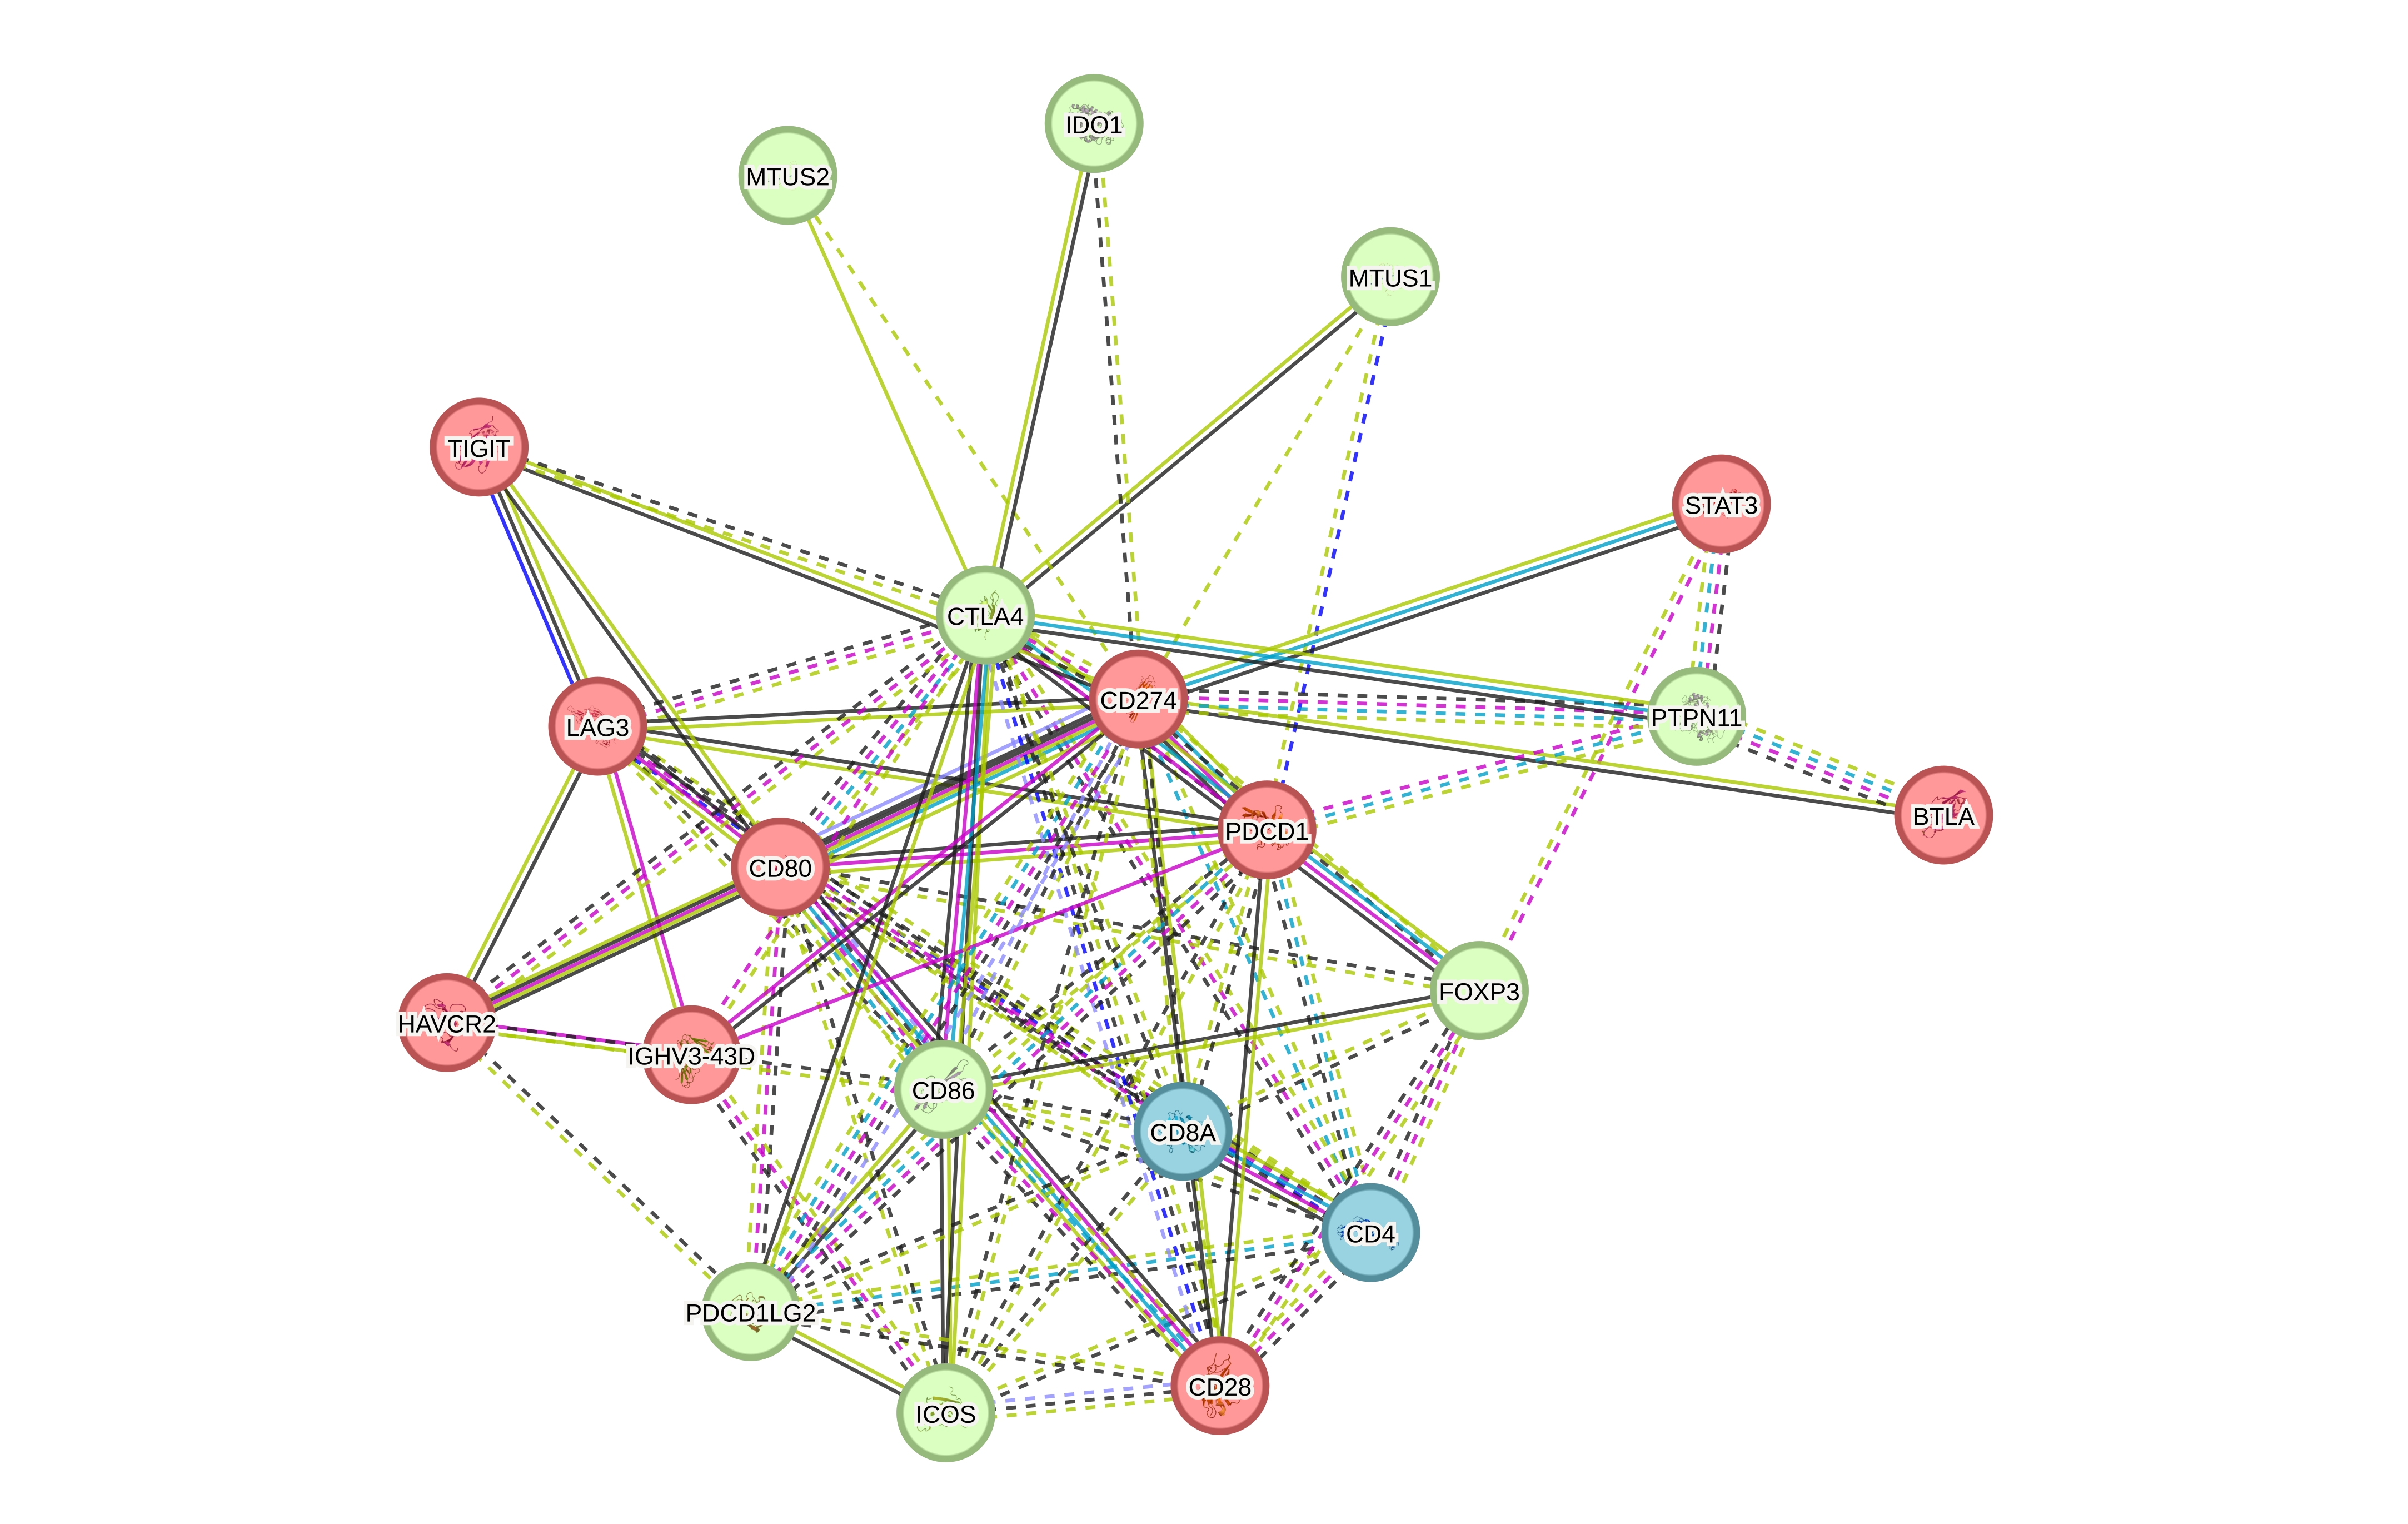 IDO1
MTUS2
MTUS1
TIGIT
STAT3
CTLA4
CD274
PTPN11
LAG3
BTLA
PDCD1
CD80
FOXP3
HAVCR2
IGHV3-43D
CD86
CD8A
CD4
PDCD1LG2
CD28
ICOS